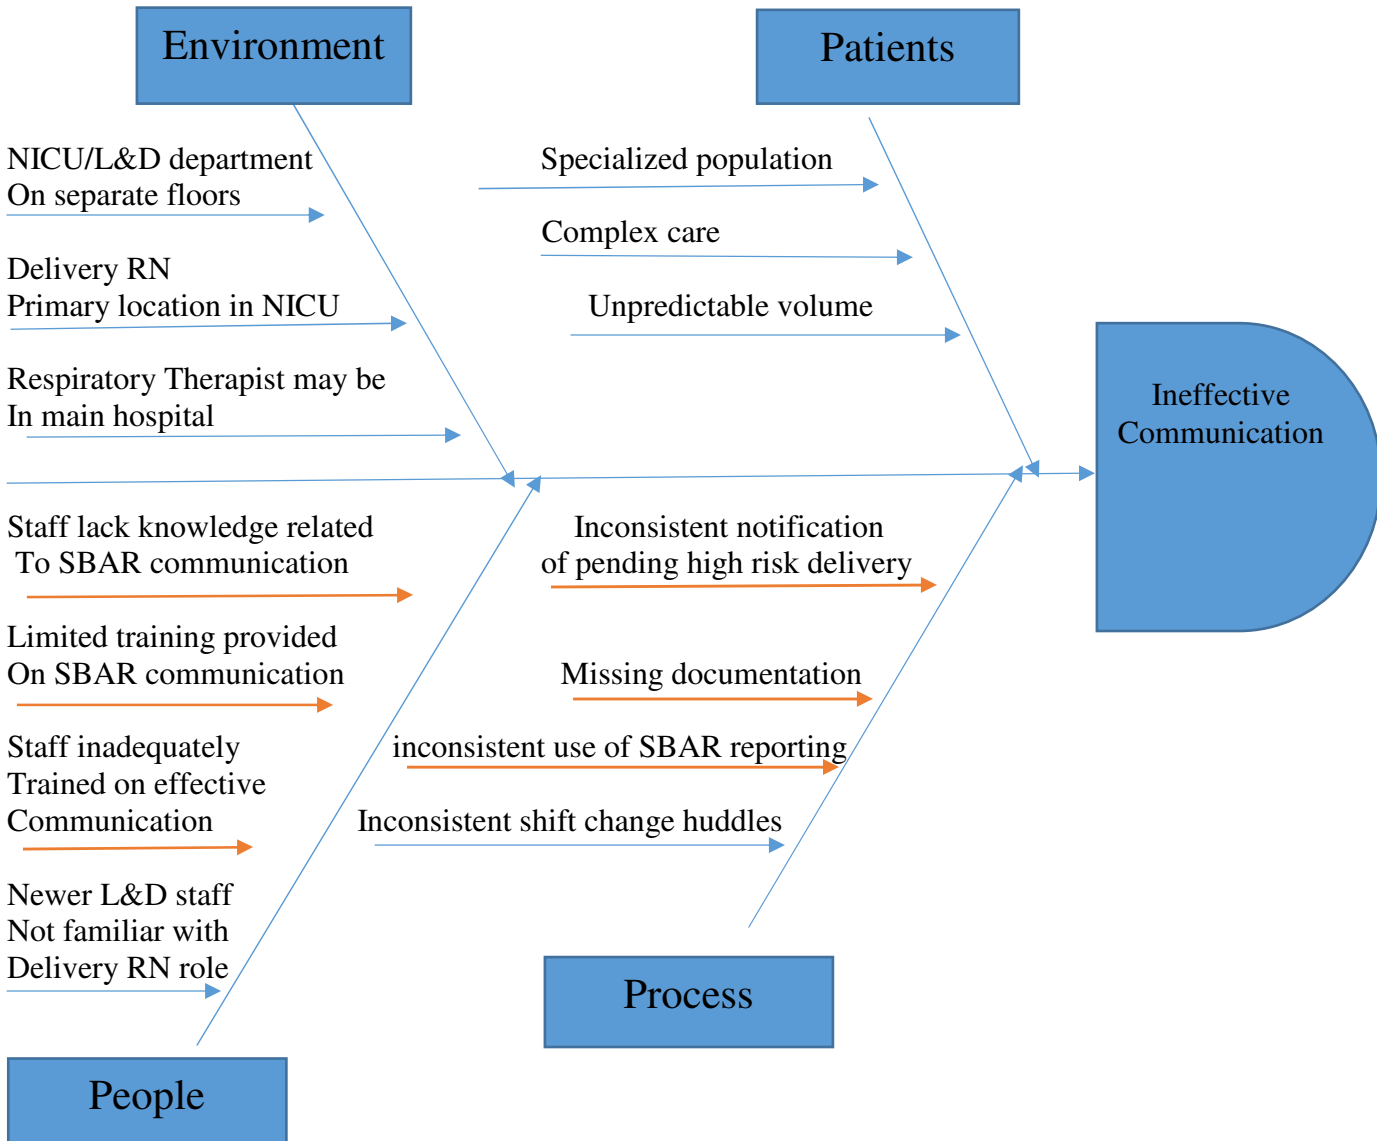 Environment
NICU/L&D department
On separate floors
Delivery RN
Primary location in NICU
Respiratory Therapist may be
In main hospital
Patients
Specialized population
Complex care
Unpredictable volume
Ineffective
Communication
Staff lack knowledge related
To SBAR communication
Limited training provided
On SBAR communication
Staff inadequately
Trained on effective
Communication
Newer L&D staff
Not familiar with
Delivery RN role
People
Inconsistent notification
of pending high risk delivery
Missing documentation
inconsistent use of SBAR reporting
Inconsistent shift change huddles
Process